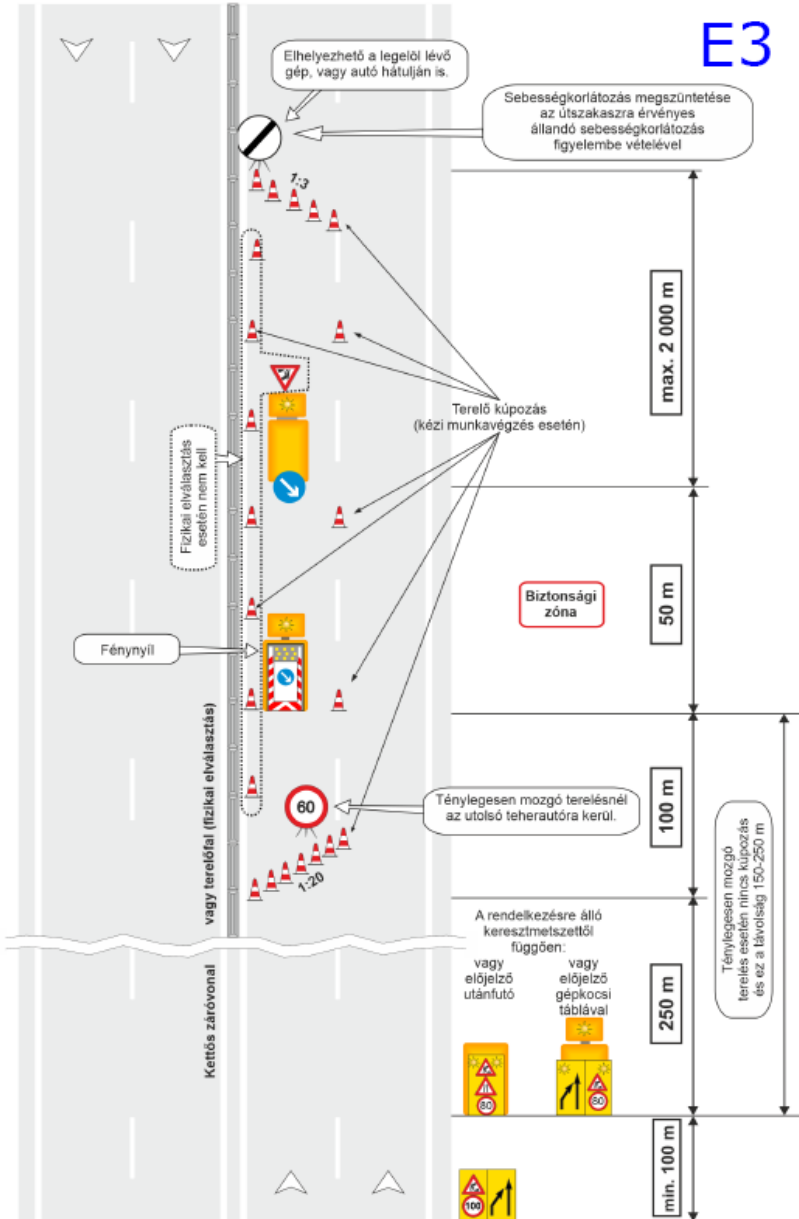 E3
Elhelyezhető a legelöl lévő
gép, vagy autó hátulján is.
Sebességkorlátozás megszüntetése
az útszakaszra érvényes
állandó sebességkorlátozás
figyelembe vételével
1:3
max. 2 000 m
Terelő kúpozás
(kézi munkavégzés esetén)
Fizikai elválasztás
esetén nem kell
Biztonsági
zóna
50 m
Fénynyíl
Kettős záróvonal
vagy terelőfal (fizikai elválasztás)
60
Ténylegesen mozgó terelésnél
az utolsó teherautóra kerül.
100 m
1:20
Ténylegesen mozgó
terelés esetén nincs kúpozás
és ez a távolság 150-250 m
A rendelkezésre álló
keresztmetszettől
függően:
vagy
előjelző
utánfutó
vagy
előjelző
gépkocsi
táblával
250 m
80
80
min. 100 m
100